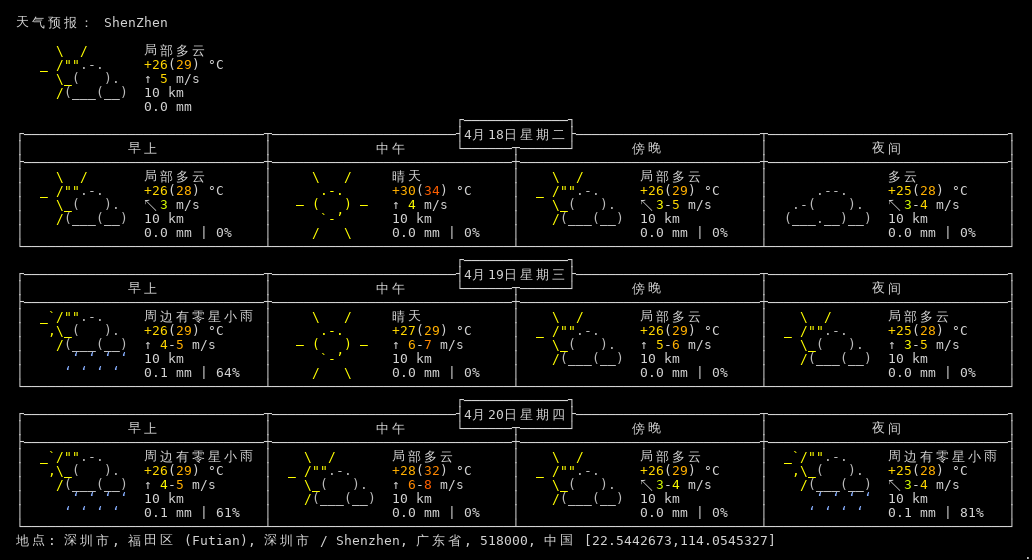 天气预报： ShenZhen
局部多云
+26(29) °C
↑ 5 m/s
10 km
0.0 mm
4月18日星期二
早上 中午 傍晚 夜间
局部多云 晴天 局部多云 多云
+26(28) °C +30(34) °C +26(29) °C +25(28) °C
↖ 3 m/s ↑ 4 m/s ↖ 3-5 m/s ↖ 3-4 m/s
10 km 10 km 10 km 10 km
0.0 mm | 0% 0.0 mm | 0% 0.0 mm | 0% 0.0 mm | 0%
4月19日星期三
早上 中午 傍晚 夜间
周边有零星小雨 晴天 局部多云 局部多云
+26(29) °C +27(29) °C +26(29) °C +25(28) °C
↑ 4-5 m/s ↑ 6-7 m/s ↑ 5-6 m/s ↑ 3-5 m/s
10 km 10 km 10 km 10 km
0.1 mm | 64% 0.0 mm | 0% 0.0 mm | 0% 0.0 mm | 0%
4月20日星期四
早上 中午 傍晚 夜间
周边有零星小雨 局部多云 局部多云 周边有零星小雨
+26(29) °C +28(32) °C +26(29) °C +25(28) °C
↑ 4-5 m/s ↑ 6-8 m/s ↖ 3-4 m/s ↖ 3-4 m/s
10 km 10 km 10 km 10 km
0.1 mm | 61% 0.0 mm | 0% 0.0 mm | 0% 0.1 mm | 81%
地点: 深圳市, 福田区 (Futian), 深圳市 / Shenzhen, 广东省, 518000, 中国 [22.5442673,114.0545327]